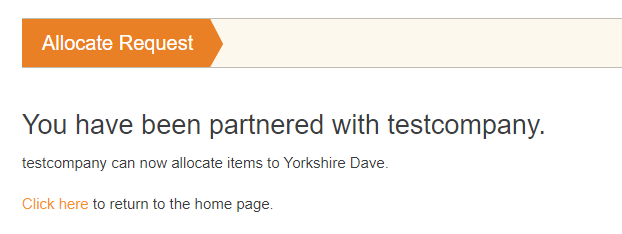 Allocate Request
You have been partnered with testcompany.
testcompany can now allocate items to Yorkshire Dave.
Click here to return to the home page.